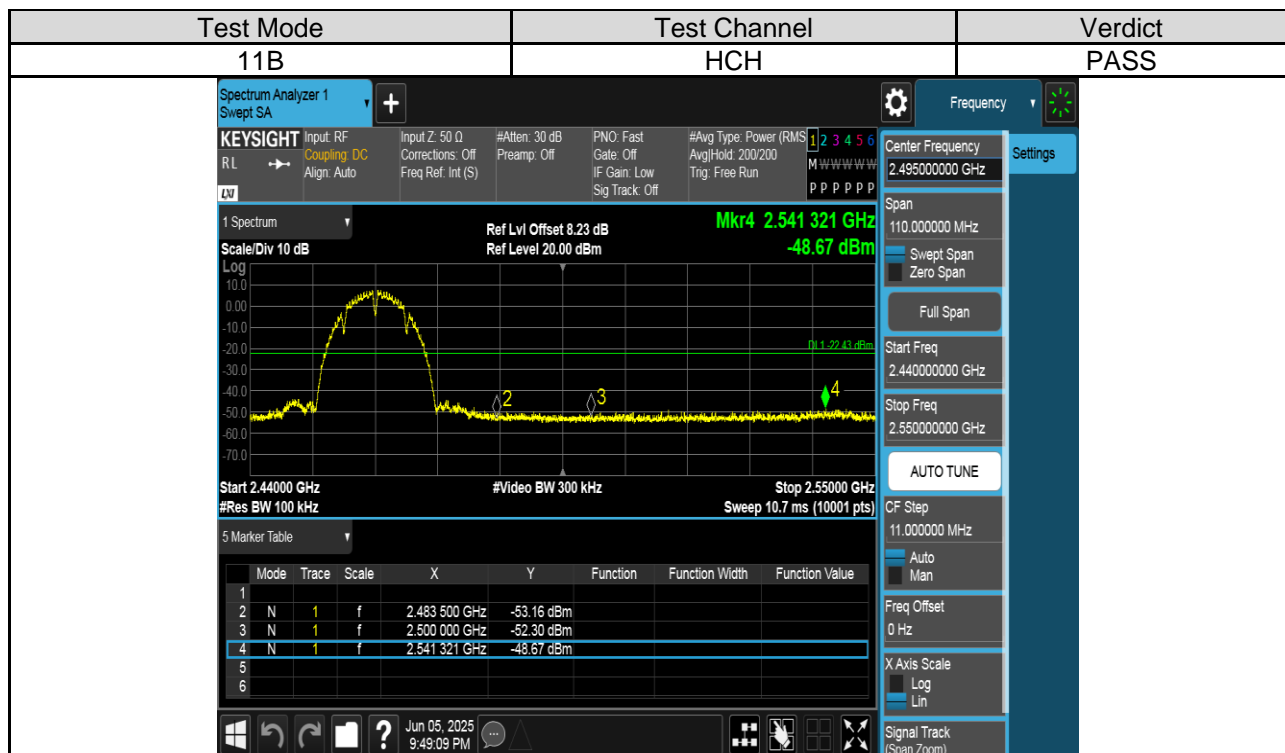 Test Mode Test Channel Verdict
11B HCH PASS
Spectrum Analyzer 1
Swept SA
+
Frequency
KEYSIGHT
R L
LXI
Input: RF
Coupling: DC
Align: Auto
Input Z: 50 Ω
Corrections: Off
Freq Ref: Int (S)
#Atten: 30 dB
Preamp: Off
PNO: Fast
Gate: Off
IF Gain: Low
Sig Track: Off
#Avg Type: Power (RMS
Avg|Hold: 200/200
Trig: Free Run
1 2 3 4 5 6
M W W W W W
P P P P P P
Settings
1 Spectrum
Scale/Div 10 dB
Ref Lvl Offset 8.23 dB
Ref Level 20.00 dBm
Mkr4 2.541 321 GHz
-48.67 dBm
Log
10.0
0.00
-10.0
-20.0
-30.0
-40.0
-50.0
-60.0
-70.0
DL1 -22.43 dBm
2
3
4
Start 2.44000 GHz #Video BW 300 kHz Stop 2.55000 GHz
#Res BW 100 kHz Sweep 10.7 ms (10001 pts)
5 Marker Table
Mode Trace Scale X Y Function Function Width Function Value
1
2 N 1 f 2.483 500 GHz -53.16 dBm
3 N 1 f 2.500 000 GHz -52.30 dBm
4 N 1 f 2.541 321 GHz -48.67 dBm
5
6
?
Jun 05, 2025
9:49:09 PM
Center Frequency
2.495000000 GHz
Span
110.000000 MHz
Swept Span
Zero Span
Full Span
Start Freq
2.440000000 GHz
Stop Freq
2.550000000 GHz
AUTO TUNE
CF Step
11.000000 MHz
Auto
Man
Freq Offset
0 Hz
X Axis Scale
Log
Lin
Signal Track
(Span Zoom)